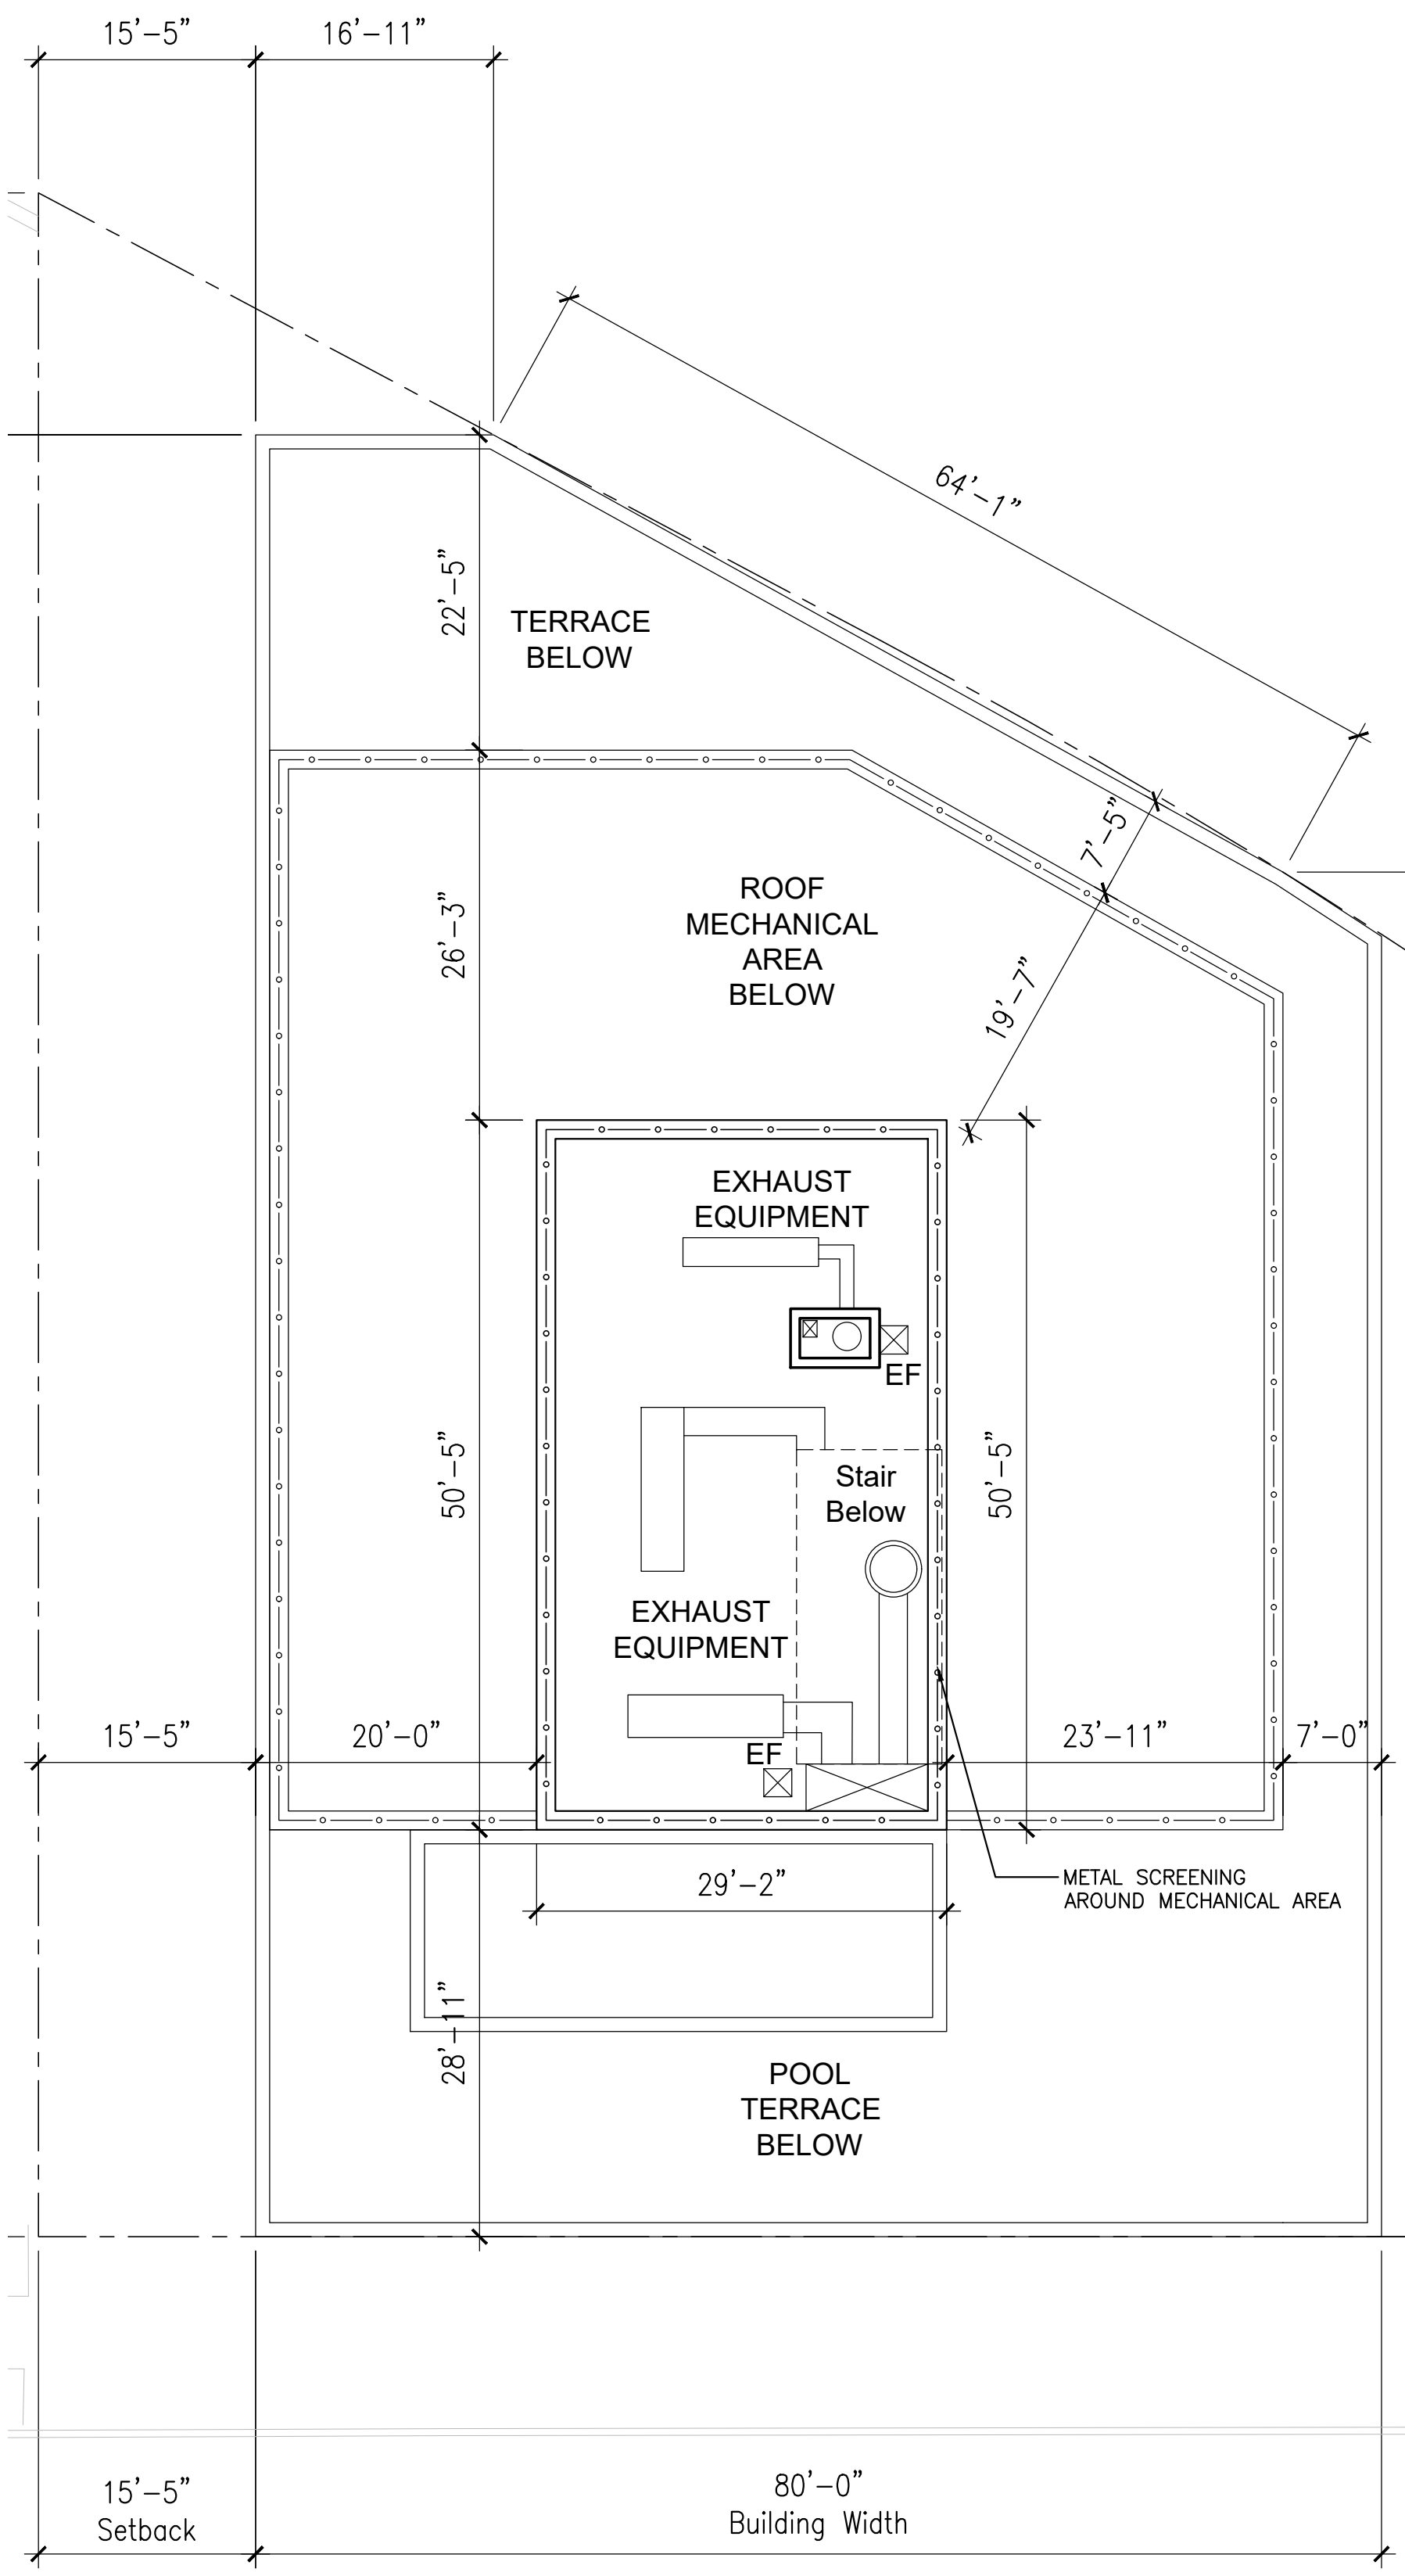 15'-5"
16'-11"
64'-1"
22'-5"
TERRACE
BELOW
7'-5"
ROOF
MECHANICAL
AREA
BELOW
26'-3"
19'-7"
EXHAUST
EQUIPMENT
EF
50'-5"
Stair
Below
50'-5"
EXHAUST
EQUIPMENT
15'-5"
20'-0"
EF
23'-11"
7'-0"
29'-2"
METAL SCREENING
AROUND MECHANICAL AREA
28'-11"
POOL
TERRACE
BELOW
15'-5"
Setback
80'-0"
Building Width